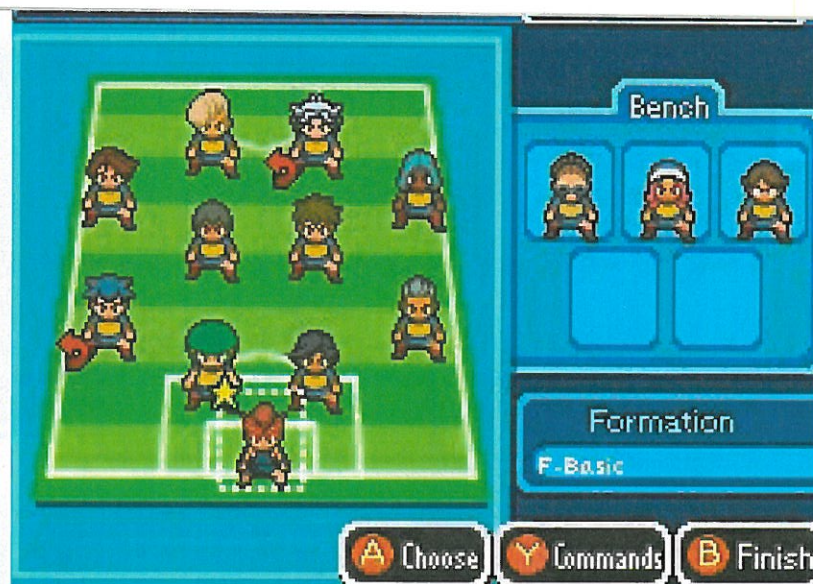 Bench
Formation
F-Basic
A Choose
Y Commands
B Finish